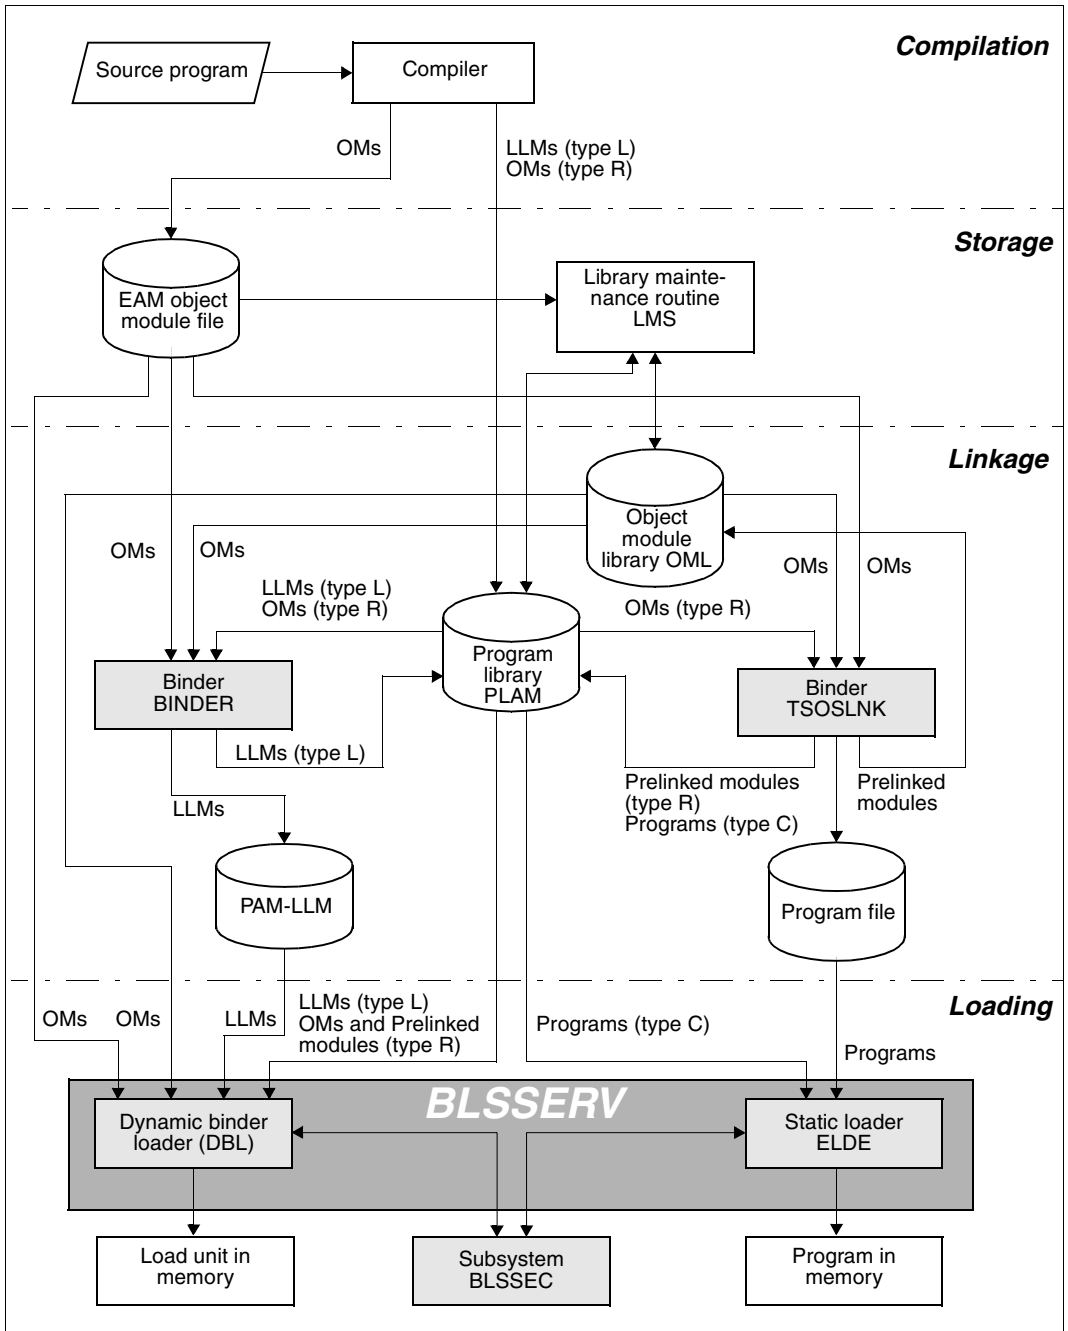 Compilation
Source program
Compiler
OMs
LLMs (type L)
OMs (type R)
Storage
EAM object
module file
Library mainte-
nance routine
LMS
Linkage
Object
module
library OML
OMs
OMs
OMs
OMs
LLMs (type L)
OMs (type R)
OMs (type R)
Program
library
PLAM
Binder
BINDER
Binder
TSOSLNK
LLMs (type L)
LLMs
Prelinked modules
(type R)
Programs (type C)
Prelinked
modules
PAM-LLM
Program file
Loading
OMs
OMs
LLMs
LLMs (type L)
OMs and Prelinked
modules (type R)
Programs (type C)
Programs
BLSSERV
Dynamic binder
loader (DBL)
Static loader
ELDE
Load unit in
memory
Subsystem
BLSSEC
Program in
memory